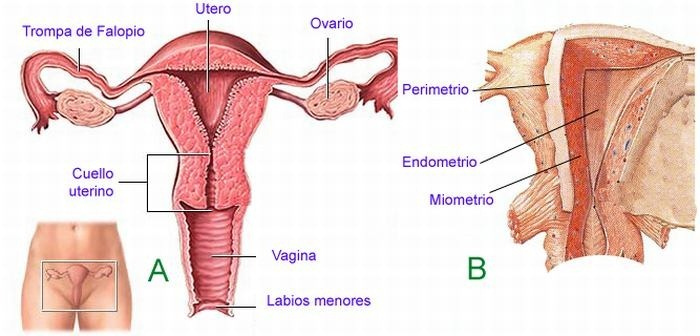 Utero
Trompa de Falopio
Ovario
Cuello
uterino
Vagina
Labios menores
A
Perimetrio
Endometrio
Miometrio
B